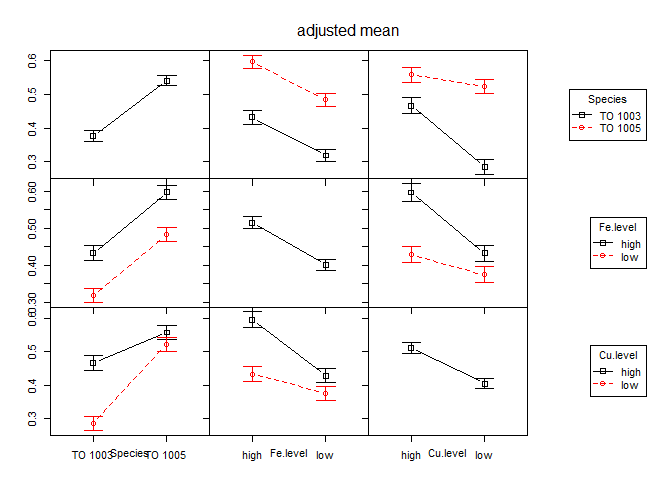 adjusted mean
0.6
0.5
0.4
0.3
Species
TO 1003
TO 1005
0.60
0.50
0.40
0.30
Fe.level
high
low
0.6
0.5
0.4
0.3
Cu.level
high
low
TO 1003 Species TO 1005 high Fe.level low high Cu.level low